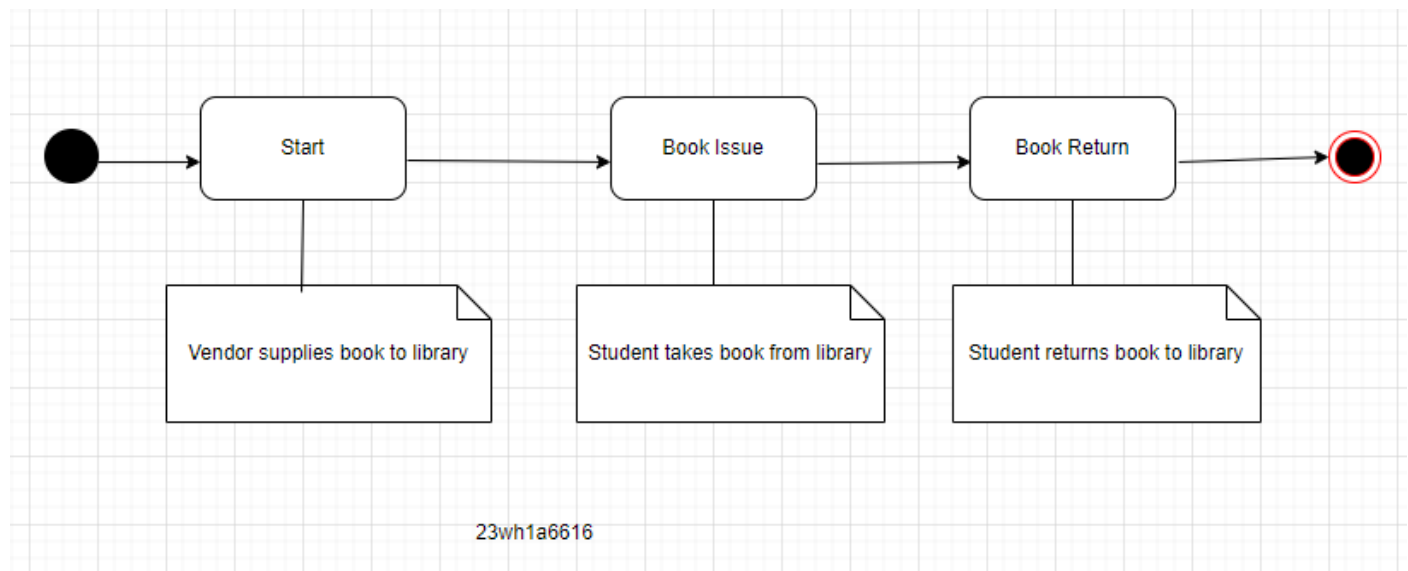 Start
Book Issue
Book Return
Vendor supplies book to library
Student takes book from library
Student returns book to library
23wh1a6616